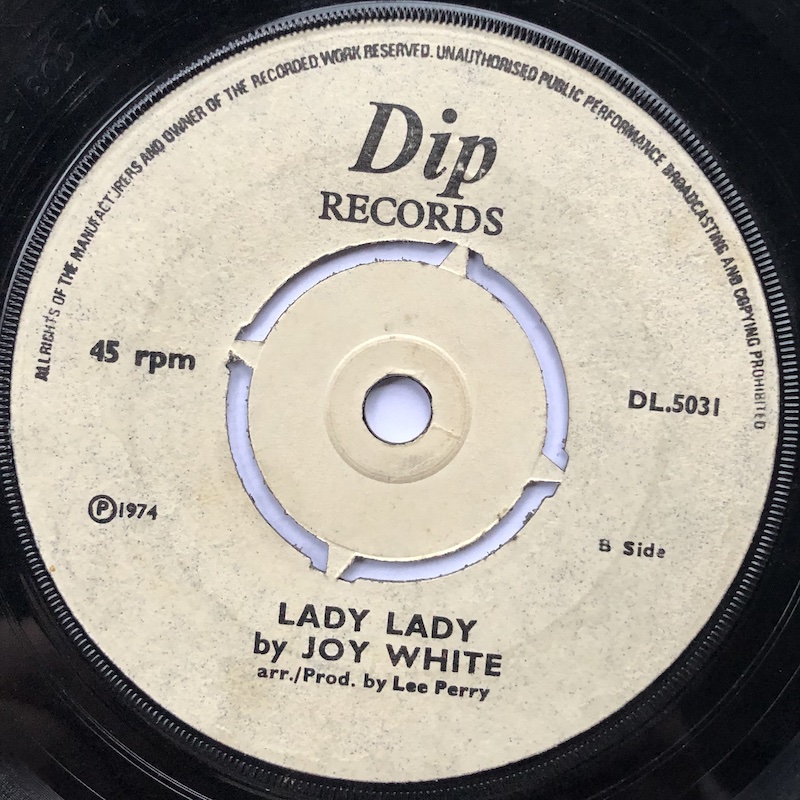 ALL RIGHTS OF THE MANUFACTURERS AND OWNER OF THE RECORDED WORK RESERVED. UNAUTHORISED PUBLIC PERFORMANCE BROADCASTING AND COPYING PROHIBITED
Dip
RECORDS
45 rpm
DL.5031
Ⓟ1974
B Side
LADY LADY
by JOY WHITE
arr./Prod. by Lee Perry